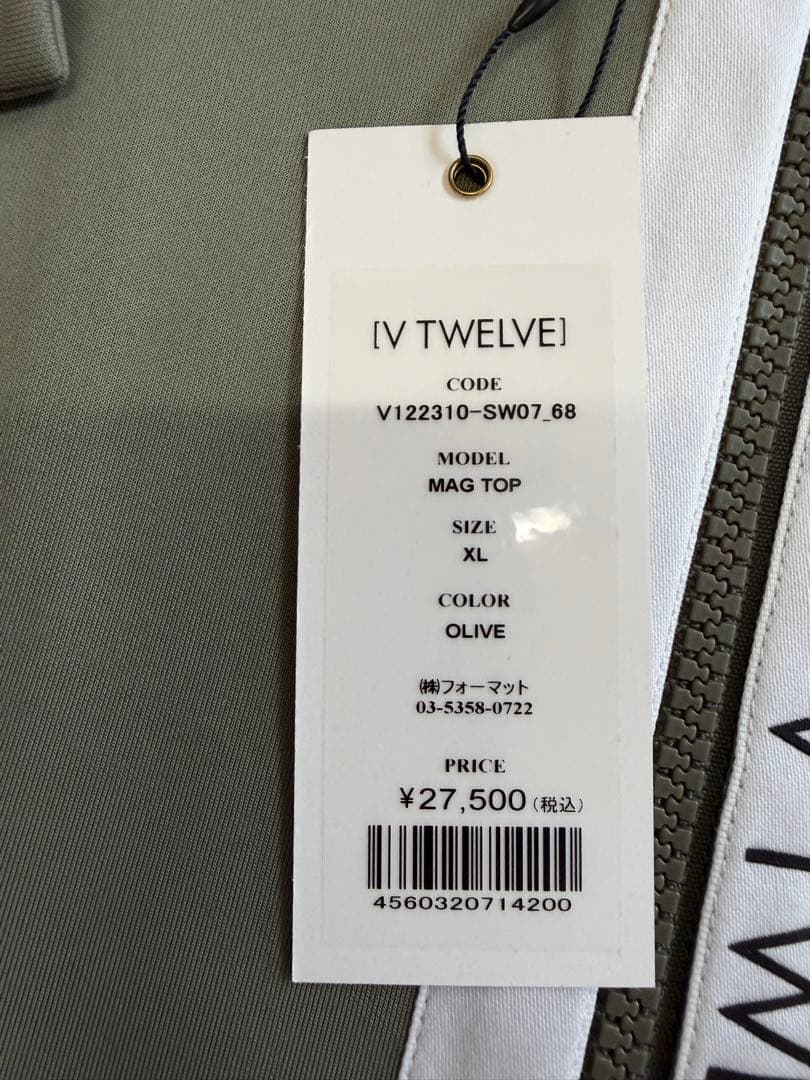 [V TWELVE]
CODE
V122310-SW07_68
MODEL
MAG TOP
SIZE
XL
COLOR
OLIVE
㈱フォーマット
03-5358-0722
PRICE
¥27,500(税込)
4560320714200
V TW